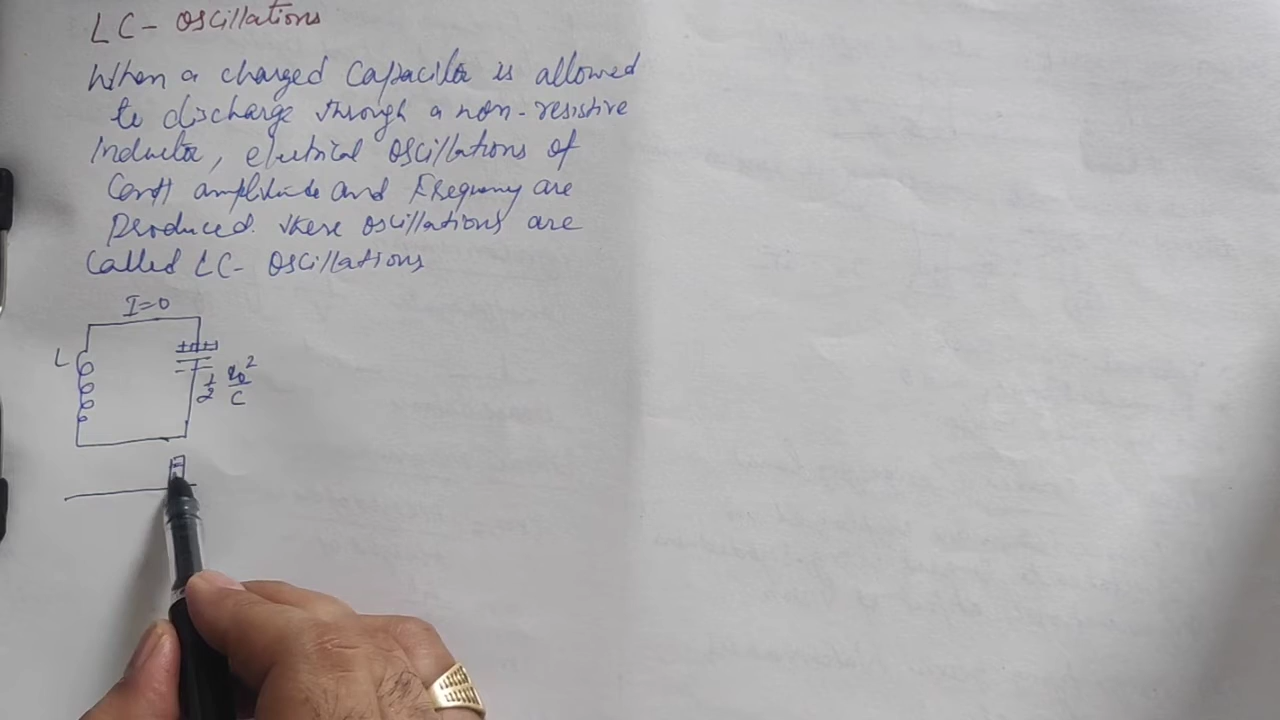 LC - Oscillations
When a charged Capacitor is allowed
to discharge through a non-resistive
Inductor, electrical oscillations of
Const amplitude and Frequency are
produced. these oscillations are
Called LC- Oscillations
I=0
L
1/2 q₀²/C